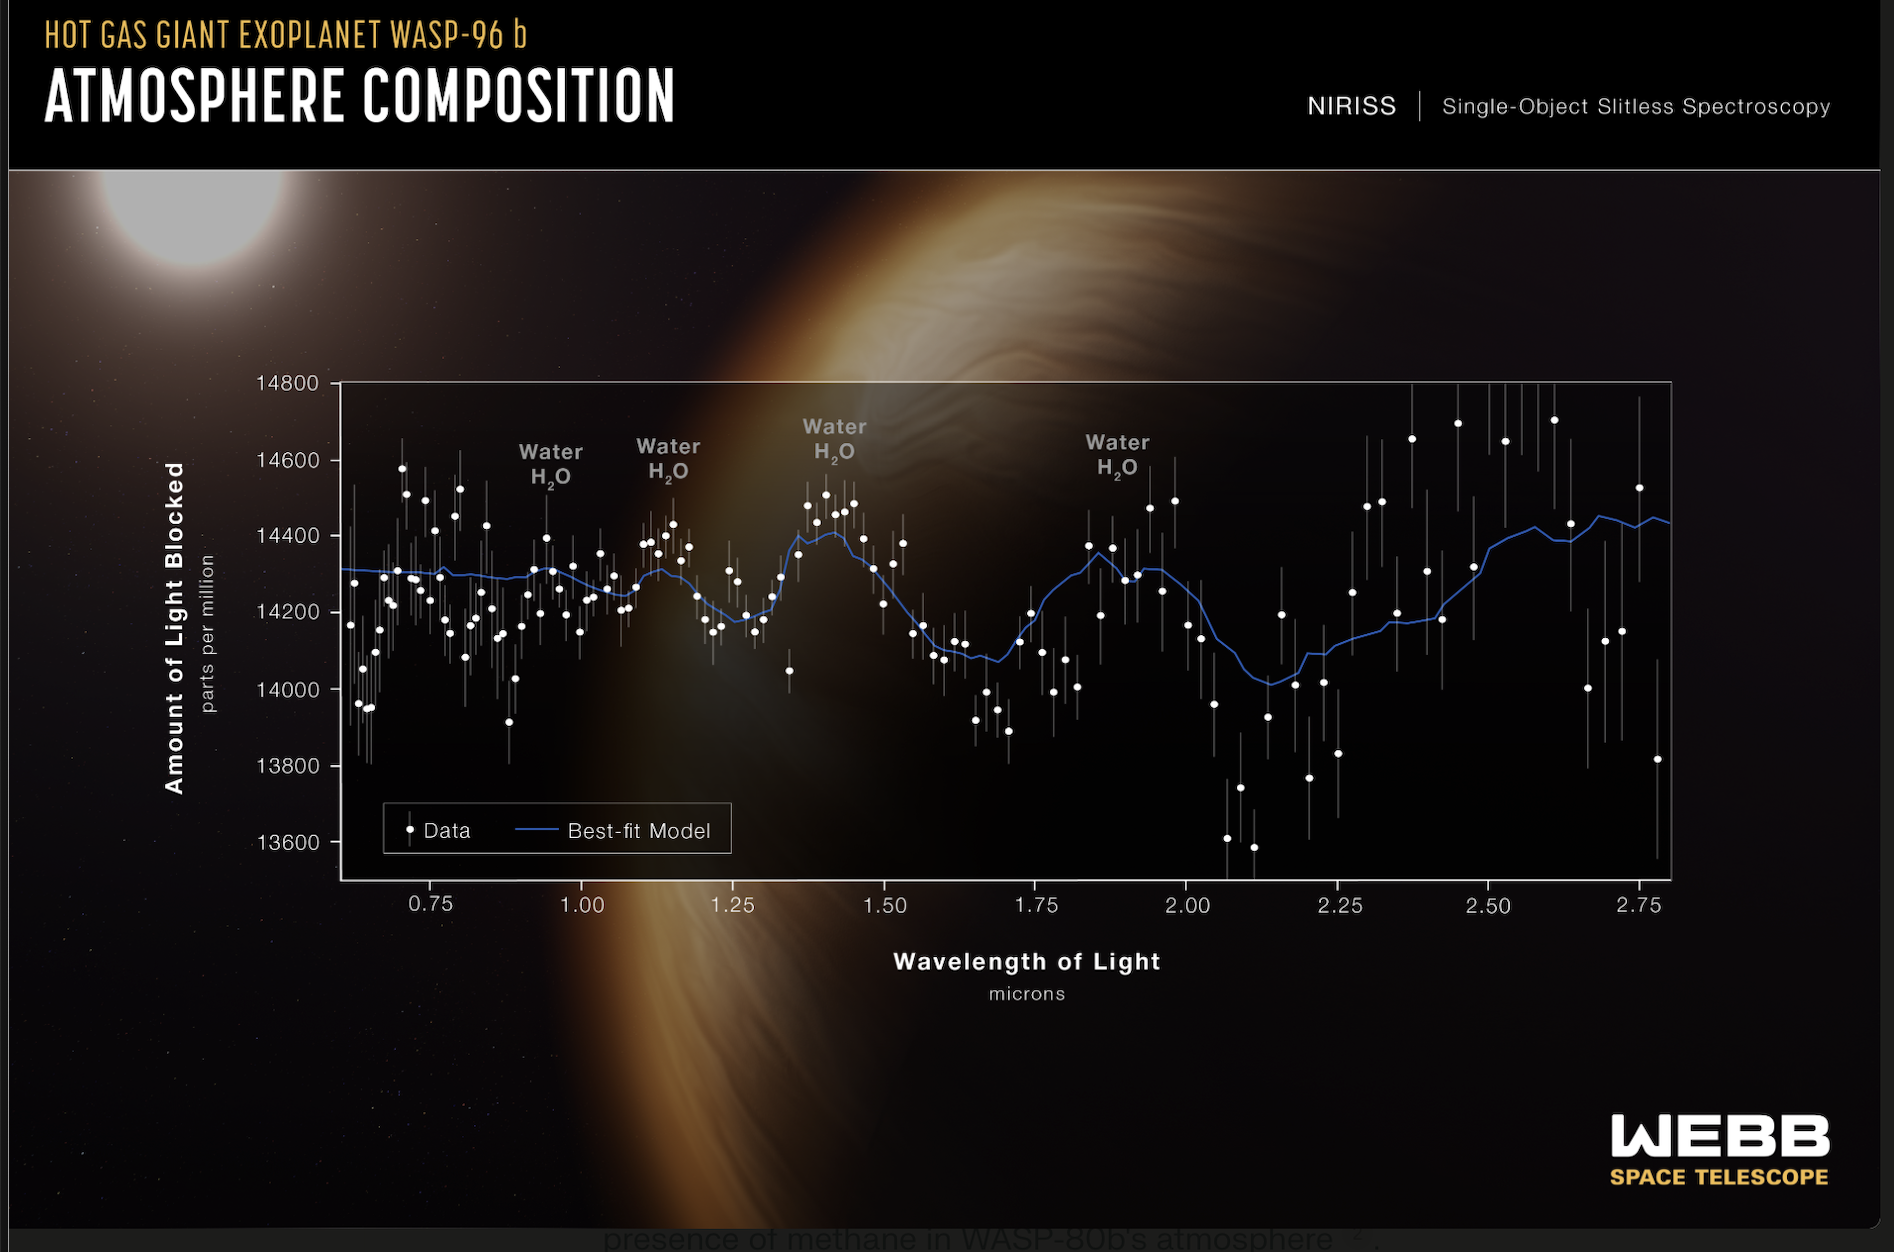 HOT GAS GIANT EXOPLANET WASP-96 b
ATMOSPHERE COMPOSITION
NIRISS | Single-Object Slitless Spectroscopy
Amount of Light Blocked
parts per million
14800
14600
14400
14200
14000
13800
13600
Water
H₂O
Water
H₂O
Water
H₂O
Water
H₂O
Data
Best-fit Model
0.75 1.00 1.25 1.50 1.75 2.00 2.25 2.50 2.75
Wavelength of Light
microns
WEBB
SPACE TELESCOPE
presence of methane in WASP-80b's atmosphere 2).